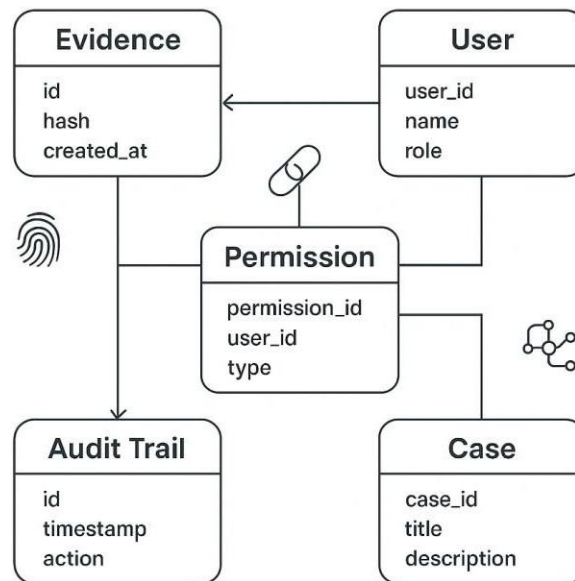 Evidence
id
hash
created_at
User
user_id
name
role
Permission
permission_id
user_id
type
Audit Trail
id
timestamp
action
Case
case_id
title
description